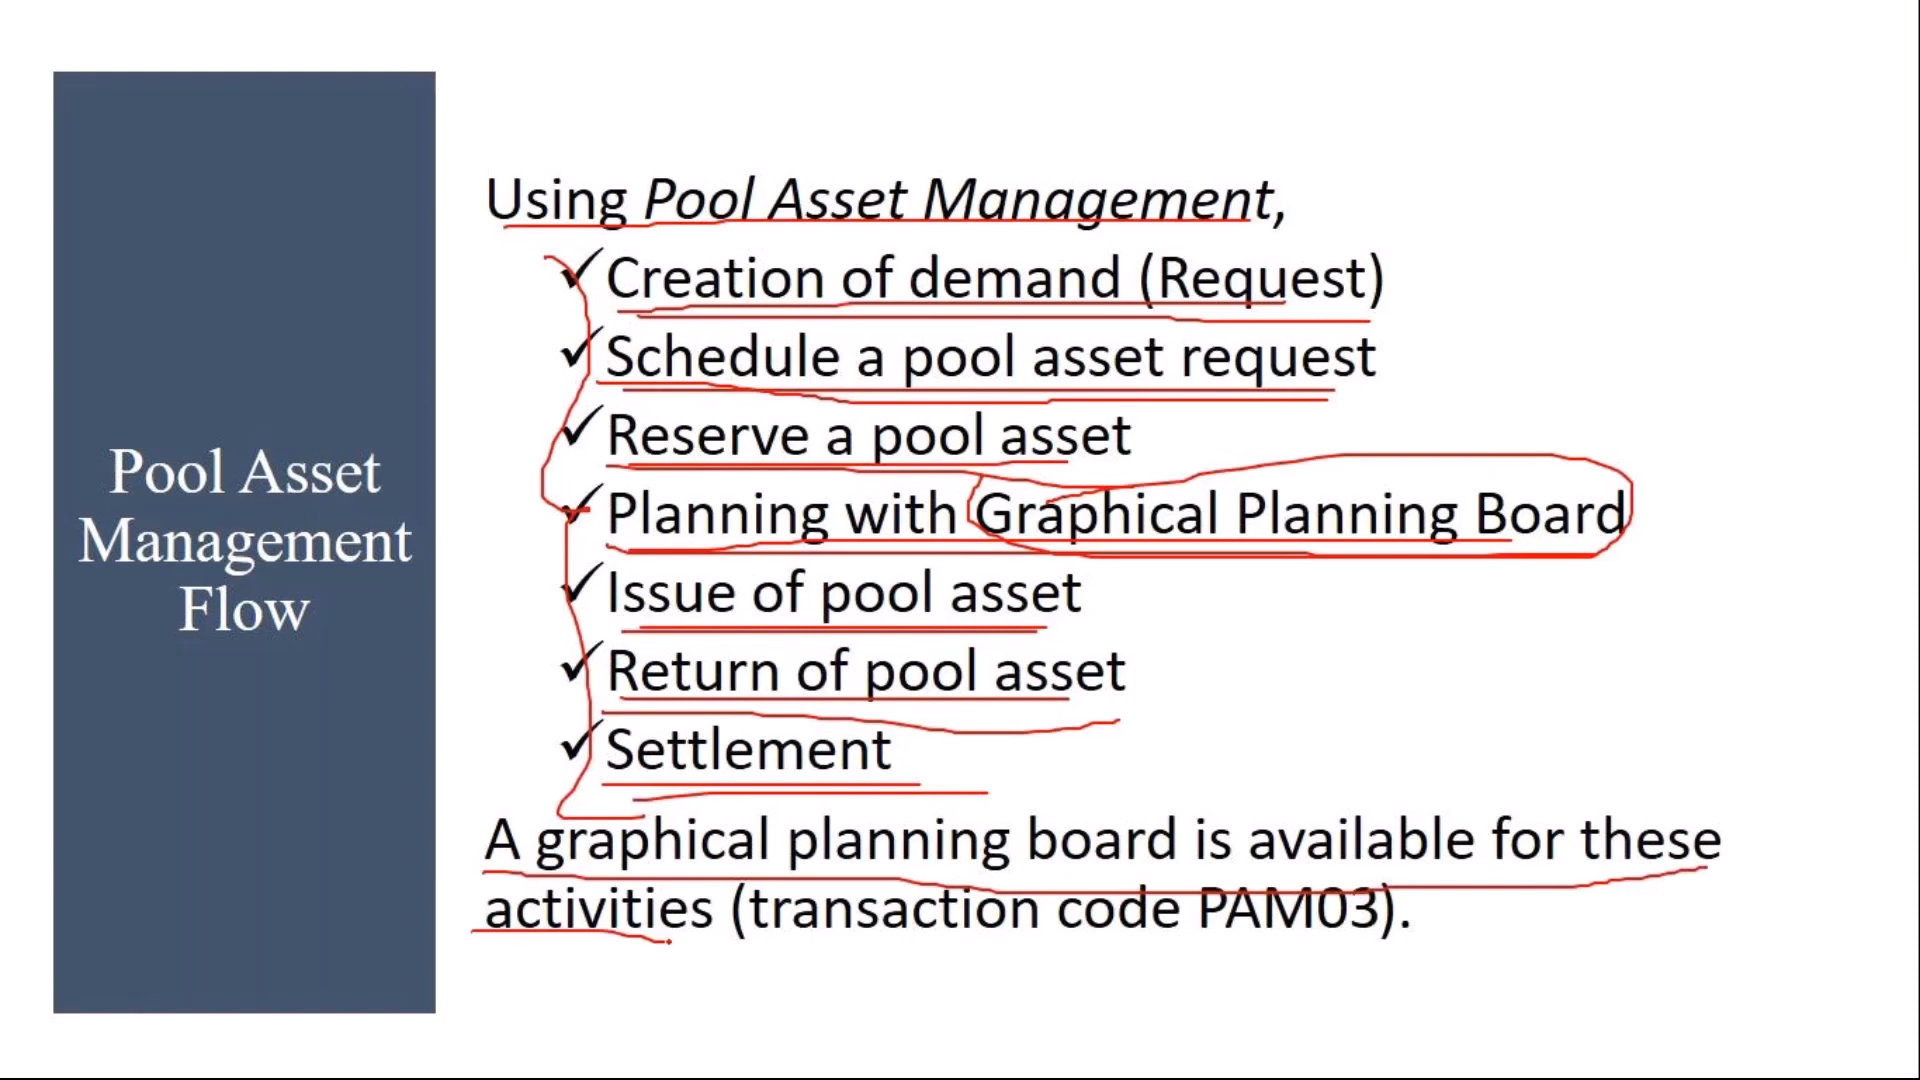 Pool Asset
Management
Flow
Using Pool Asset Management,
✓Creation of demand (Request)
✓Schedule a pool asset request
✓Reserve a pool asset
✓Planning with Graphical Planning Board
✓Issue of pool asset
✓Return of pool asset
✓Settlement
A graphical planning board is available for these
activities (transaction code PAM03).